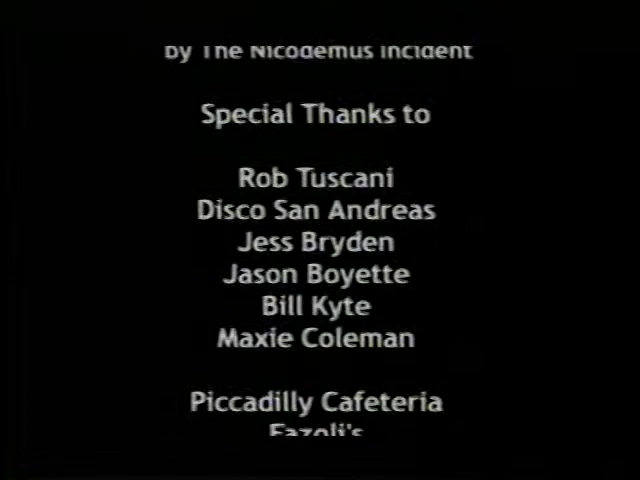 by The Nicodemus Incident
Special Thanks to
Rob Tuscani
Disco San Andreas
Jess Bryden
Jason Boyette
Bill Kyte
Maxie Coleman
Piccadilly Cafeteria
Fazoli's